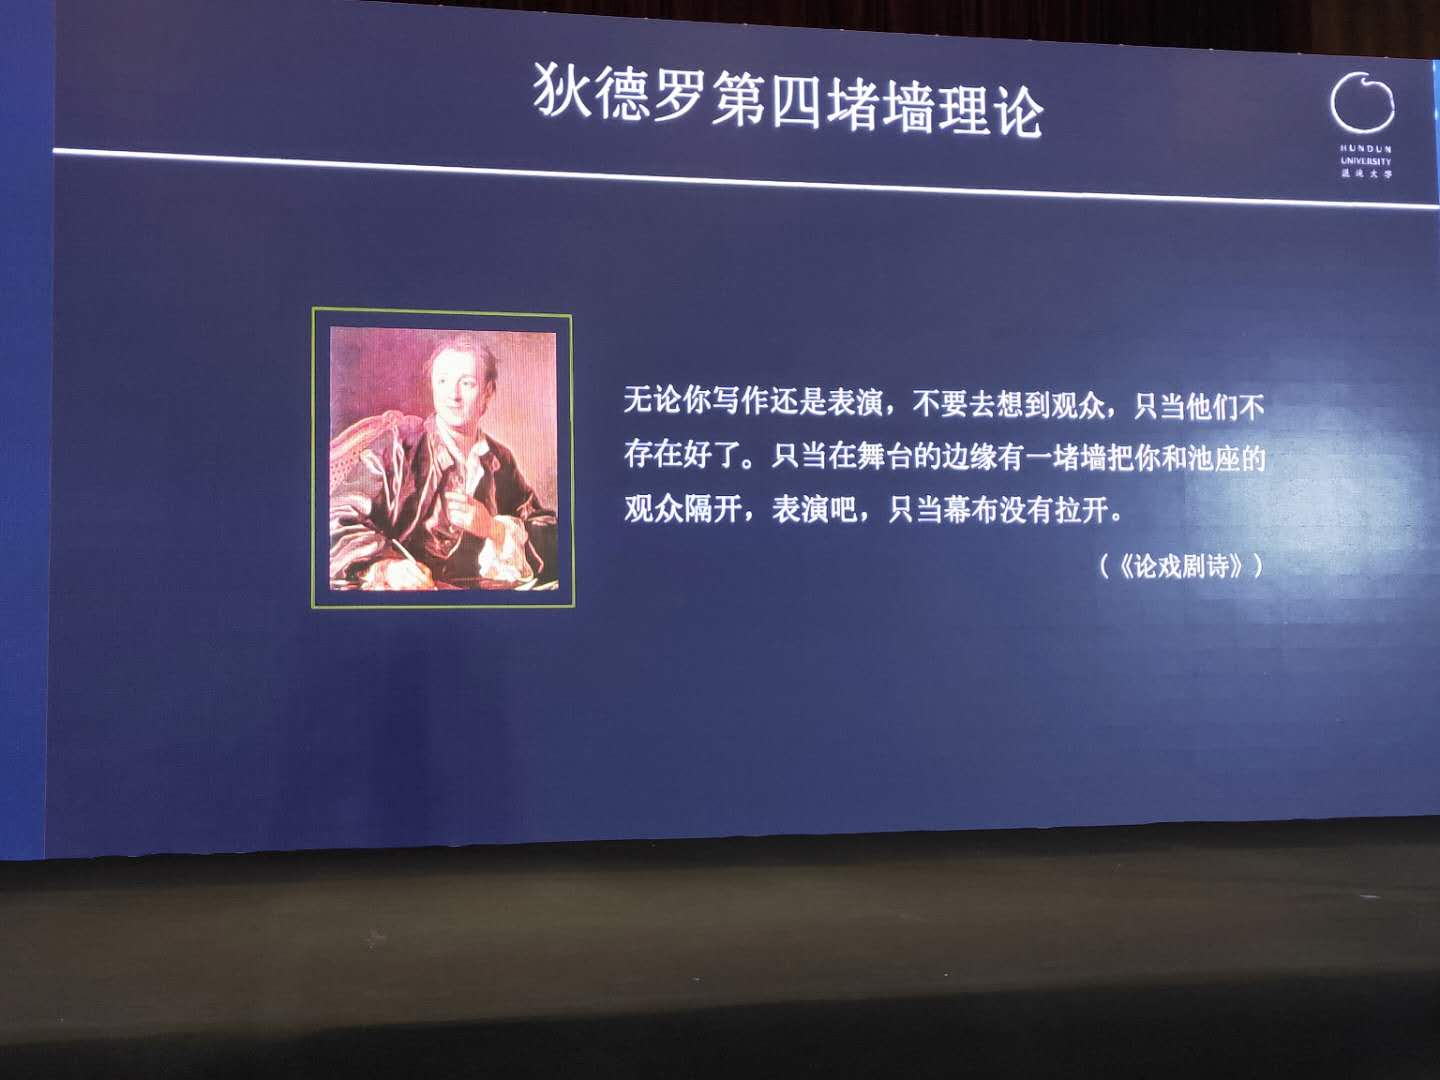 狄德罗第四堵墙理论
HUNDUN
UNIVERSITY
混沌大学
无论你写作还是表演，不要去想到观众，只当他们不
存在好了。只当在舞台的边缘有一堵墙把你和池座的
观众隔开，表演吧，只当幕布没有拉开。
（《论戏剧诗》）